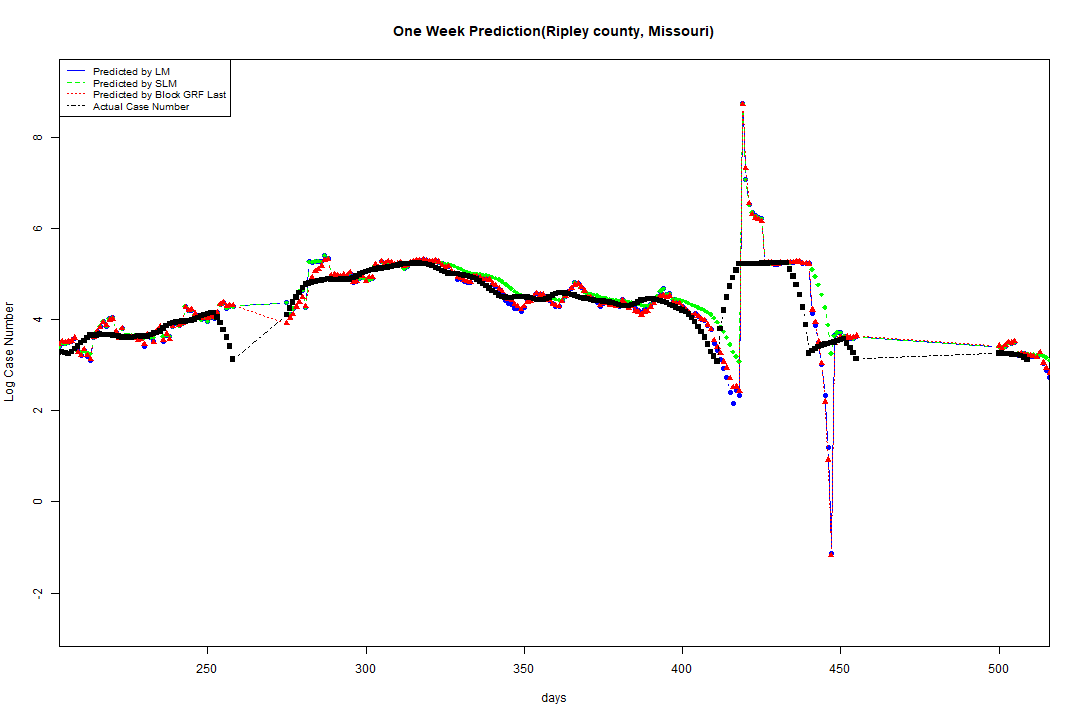 One Week Prediction(Ripley county, Missouri)
Predicted by LM
Predicted by SLM
Predicted by Block GRF Last
Actual Case Number
8
6
4
2
0
-2
Log Case Number
250 300 350 400 450 500
days